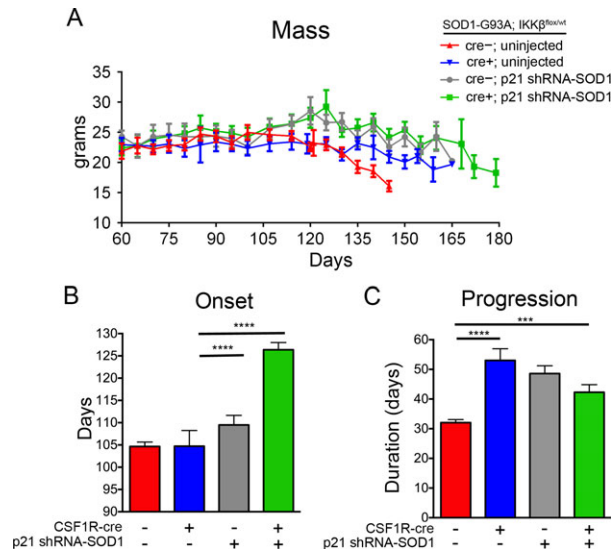 A
Mass
SOD1-G93A; IKKβflox/wt
cre−; uninjected
cre+; uninjected
cre−; p21 shRNA-SOD1
cre+; p21 shRNA-SOD1
grams
35
30
25
20
15
10
60 75 90 105 120 135 150 165 180
Days
B
Onset
Days
130
125
120
115
110
105
100
95
90
****
****
CSF1R-cre - + - +
p21 shRNA-SOD1 - - + +
C
Progression
Duration (days)
60
50
40
30
20
10
0
***
****
CSF1R-cre - + - +
p21 shRNA-SOD1 - - + +